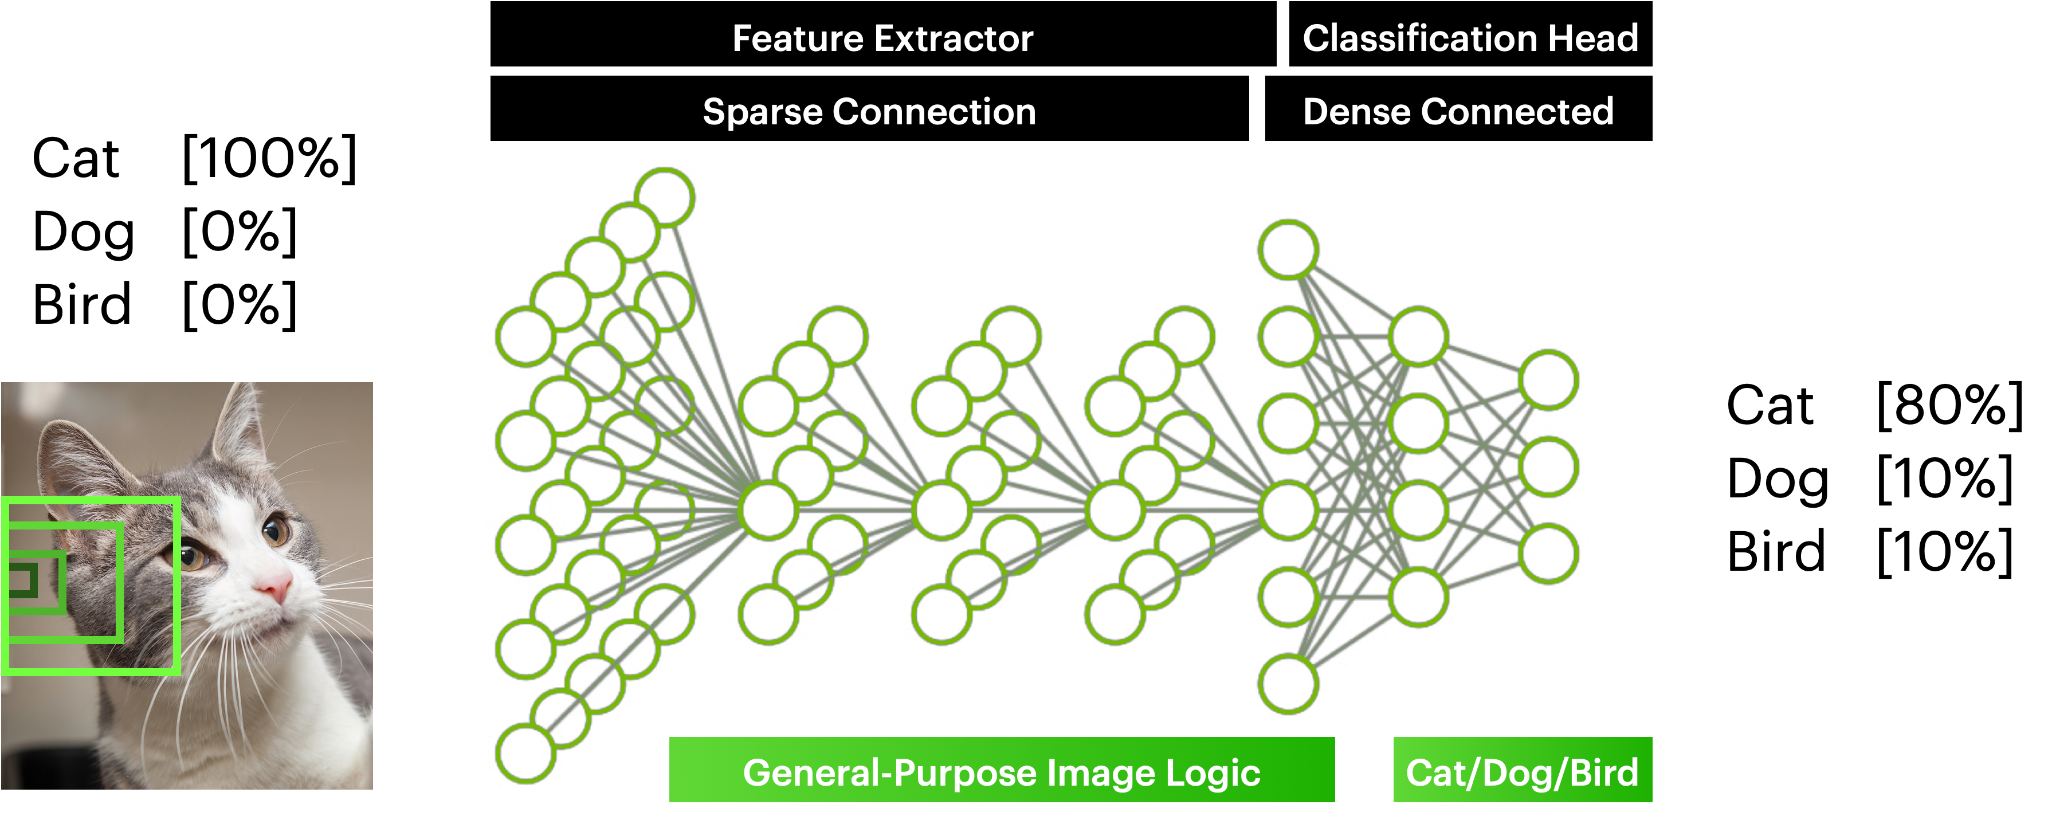 Feature Extractor
Classification Head
Sparse Connection
Dense Connected
Cat [100%]
Dog [0%]
Bird [0%]
Cat [80%]
Dog [10%]
Bird [10%]
General-Purpose Image Logic
Cat/Dog/Bird